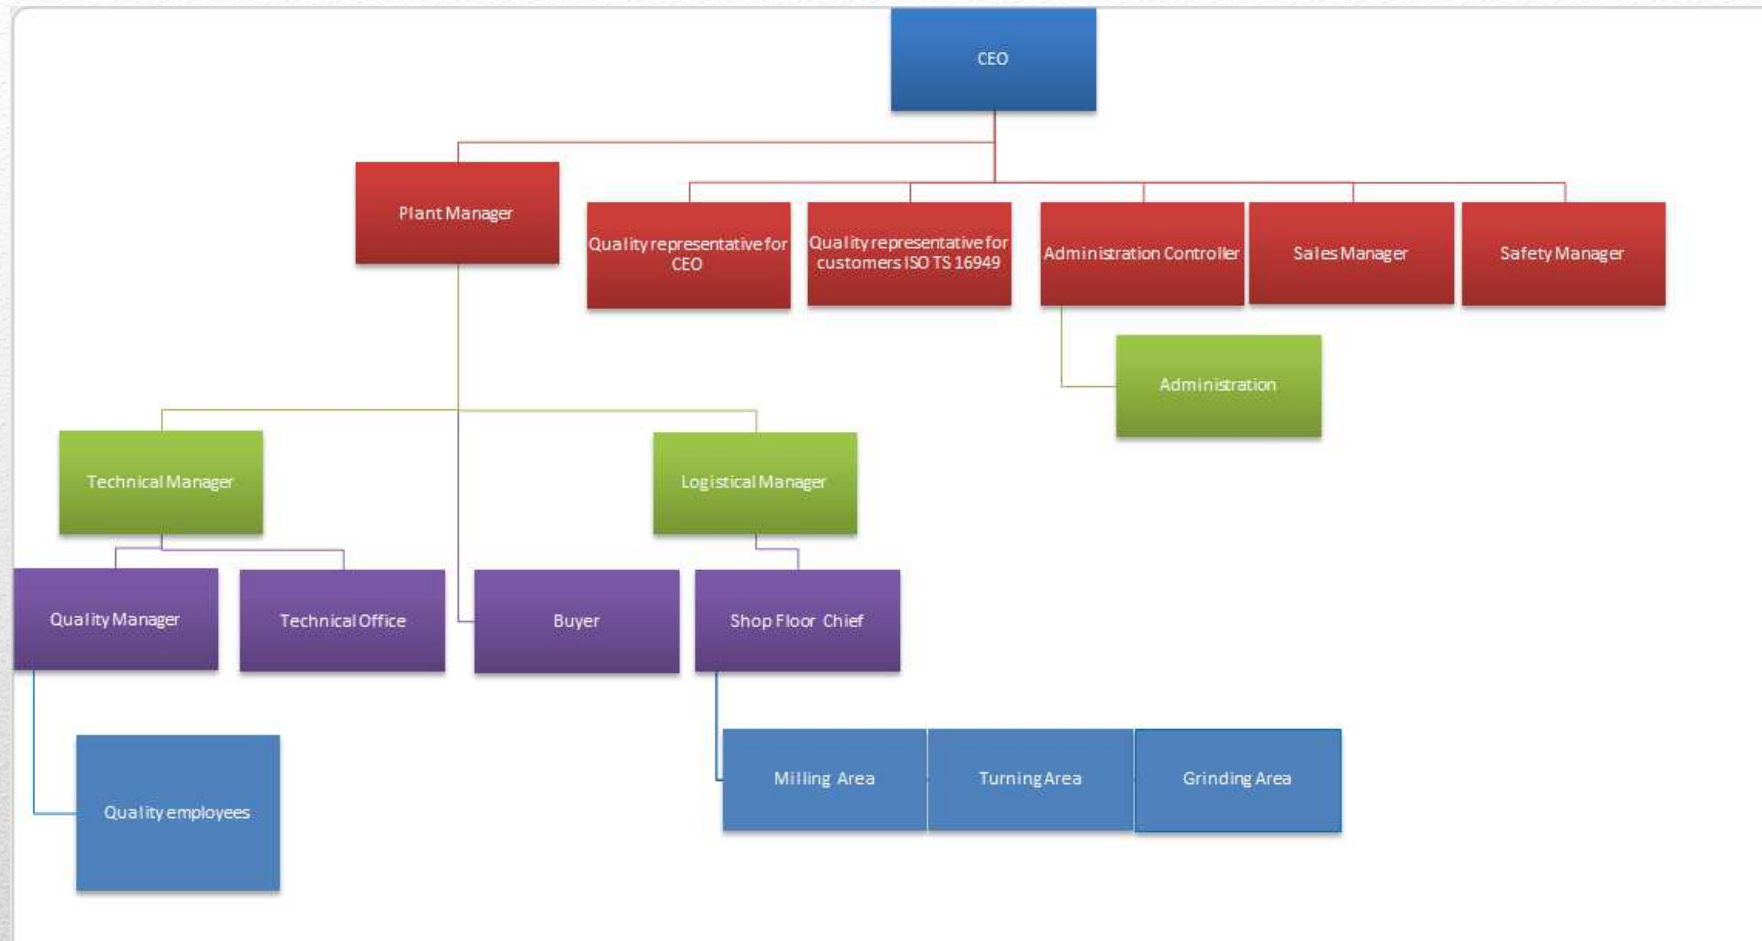 CEO
Plant Manager
Quality representative for
CEO
Quality representative for
customers ISO TS 16949
Administration Controller
Sales Manager
Safety Manager
Administration
Technical Manager
Logistical Manager
Quality Manager
Technical Office
Buyer
Shop Floor Chief
Milling Area
Turning Area
Grinding Area
Quality employees